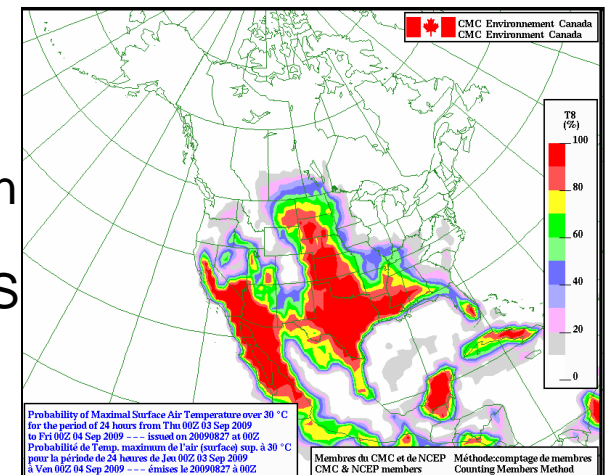 CMC Environnement Canada
CMC Environment Canada
n
s
T8
(%)
100
80
60
40
20
0
Probability of Maximal Surface Air Temperature over 30 °C
for the period of 24 hours from Thu 00Z 03 Sep 2009
to Fri 00Z 04 Sep 2009 --- issued on 20090827 at 00Z
Probabilité de Temp. maximum de l'air (surface) sup. à 30 °C
pour la période de 24 heures de Jeu 00Z 03 Sep 2009
à Ven 00Z 04 Sep 2009 --- émises le 20090827 à 00Z
Membres du CMC et de NCEP Méthode:comptage de membres
CMC & NCEP members Counting Members Method